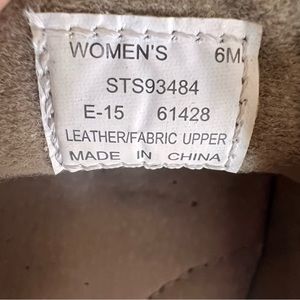 WOMEN'S 6M
STS93484
E-15 61428
LEATHER/FABRIC UPPER
MADE IN CHINA